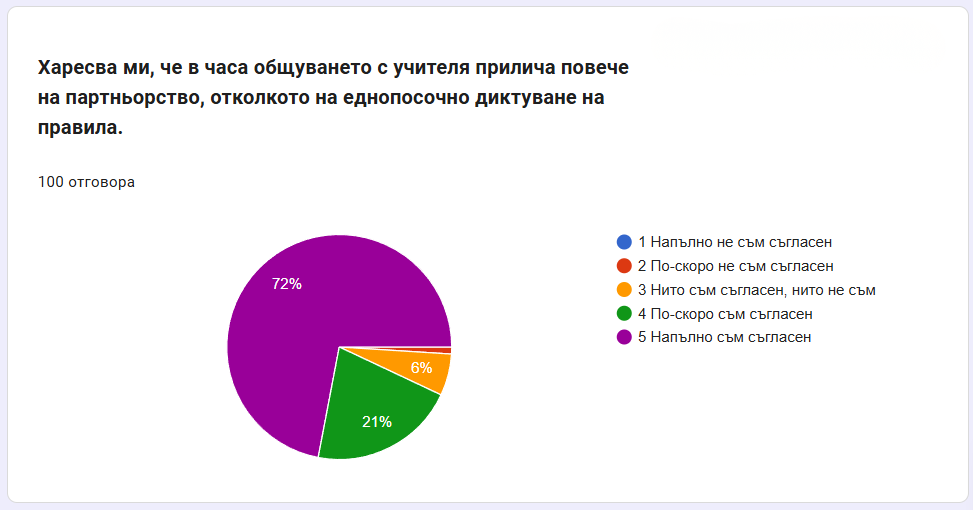 Харесва ми, че в часа общуването с учителя прилича повече
на партньорство, отколкото на еднопосочно диктуване на
правила.
100 отговора
72%
6%
21%
1 Напълно не съм съгласен
2 По-скоро не съм съгласен
3 Нито съм съгласен, нито не съм
4 По-скоро съм съгласен
5 Напълно съм съгласен